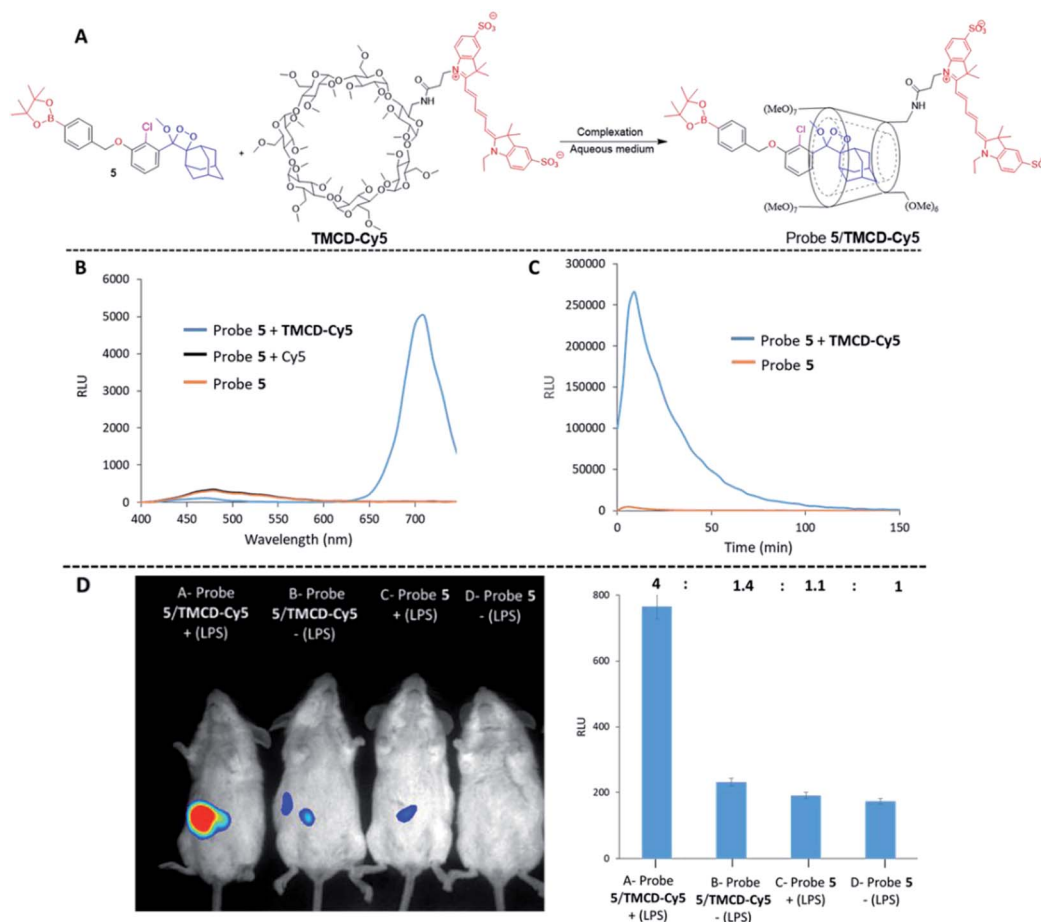 A
SO₃⊖
SO₃⊖
Cl
5
+
TMCD-Cy5
Complexation
Aqueous medium
(MeO)₇
(MeO)₇
(OMe)₆
Probe 5/TMCD-Cy5
B
6000
5000
4000
3000
2000
1000
0
RLU
Probe 5 + TMCD-Cy5
Probe 5 + Cy5
Probe 5
400
450
500
550
600
650
700
Wavelength (nm)
C
300000
250000
200000
150000
100000
50000
0
RLU
Probe 5 + TMCD-Cy5
Probe 5
0
50
100
150
Time (min)
D
A- Probe
5/TMCD-Cy5
+ (LPS)
B- Probe
5/TMCD-Cy5
- (LPS)
C- Probe 5
+ (LPS)
D- Probe 5
- (LPS)
4 : 1.4 : 1.1 : 1
800
600
400
200
0
RLU
A- Probe
5/TMCD-Cy5
+ (LPS)
B- Probe
5/TMCD-Cy5
- (LPS)
C- Probe 5
+ (LPS)
D- Probe 5
- (LPS)